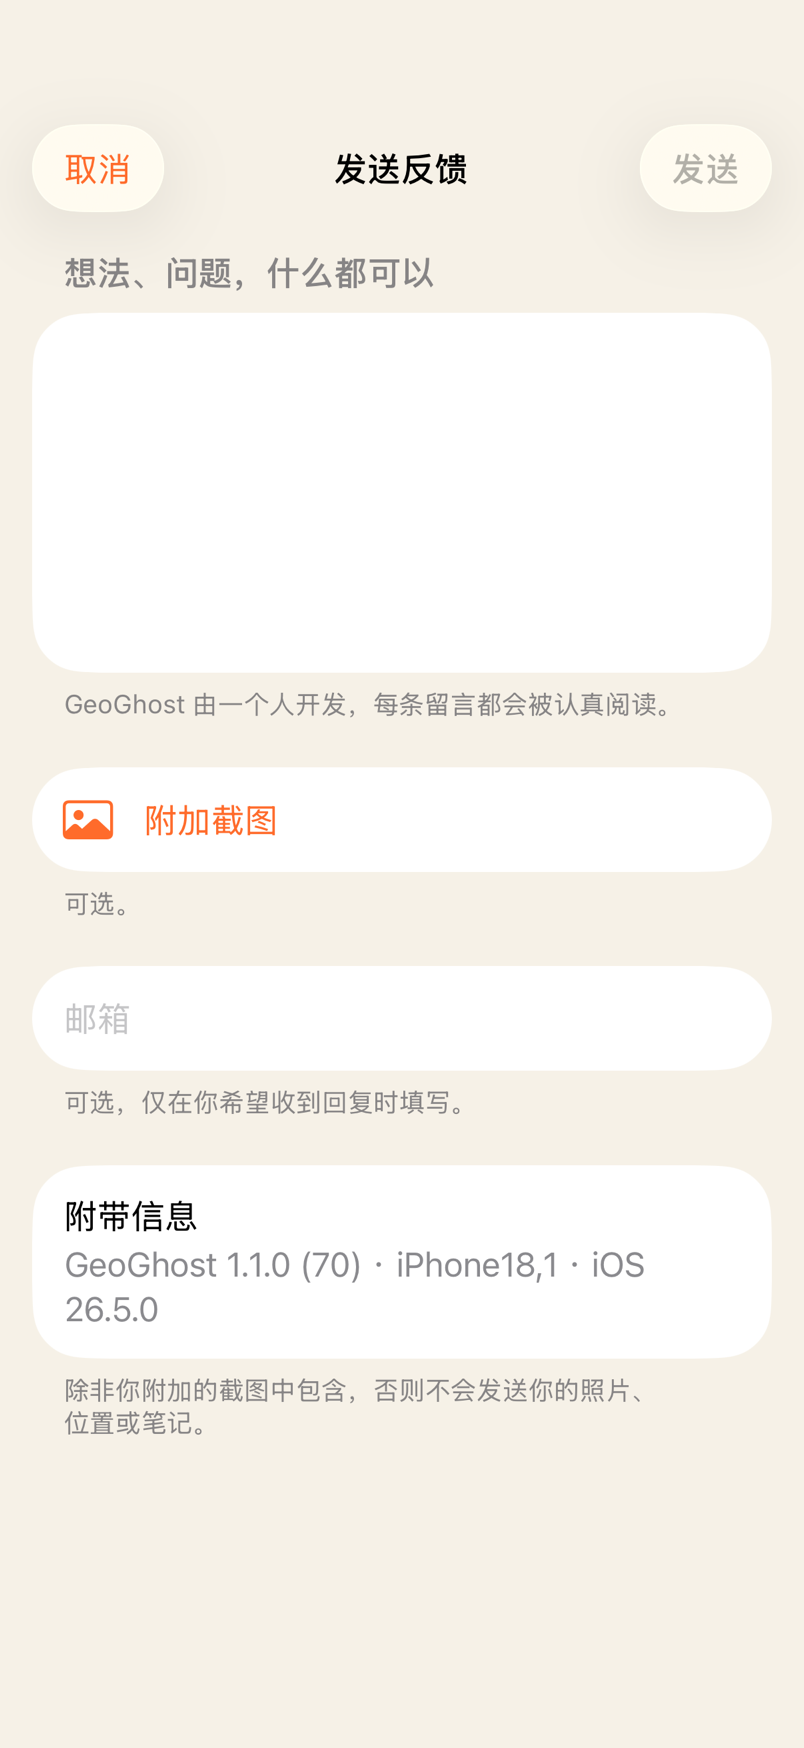 取消
发送反馈
发送
想法、问题，什么都可以
GeoGhost 由一个人开发，每条留言都会被认真阅读。
附加截图
可选。
邮箱
可选，仅在你希望收到回复时填写。
附带信息
GeoGhost 1.1.0 (70) · iPhone18,1 · iOS
26.5.0
除非你附加的截图中包含，否则不会发送你的照片、
位置或笔记。